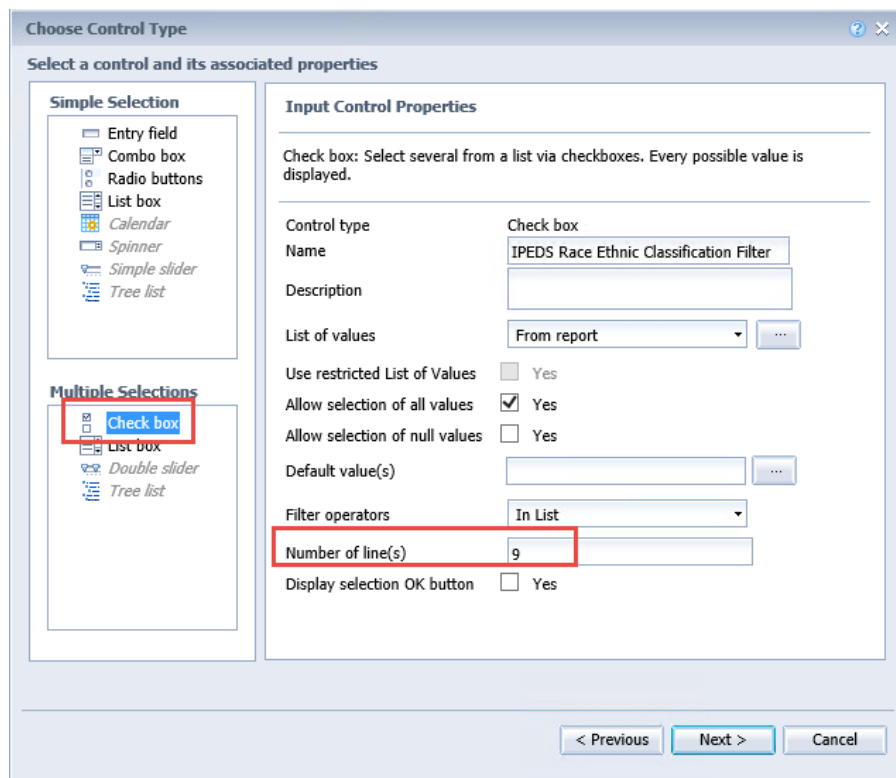 Choose Control Type
Select a control and its associated properties
Simple Selection
Entry field
Combo box
Radio buttons
List box
Calendar
Spinner
Simple slider
Tree list
Multiple Selections
Check box
List box
Double slider
Tree list
Input Control Properties
Check box: Select several from a list via checkboxes. Every possible value is
displayed.
Control type Check box
Name IPEDS Race Ethnic Classification Filter
Description
List of values From report ...
Use restricted List of Values Yes
Allow selection of all values Yes
Allow selection of null values Yes
Default value(s) ...
Filter operators In List
Number of line(s) 9
Display selection OK button Yes
< Previous Next > Cancel